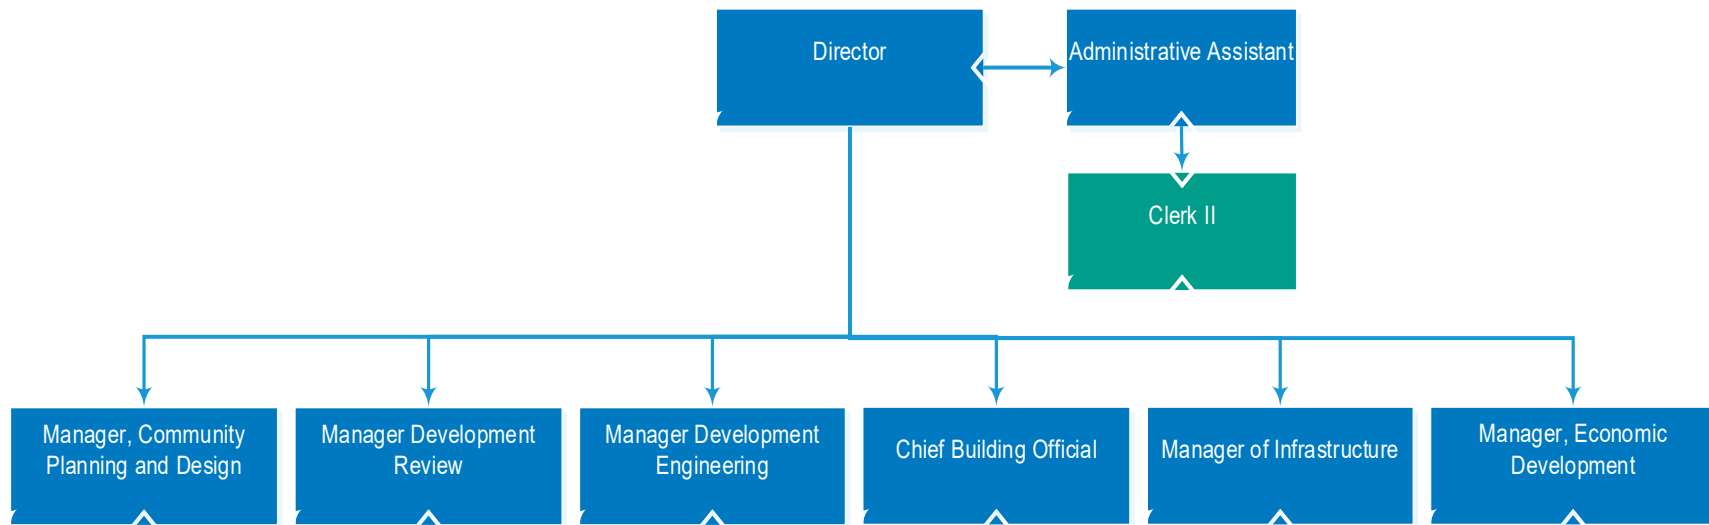 Director
Administrative Assistant
Clerk II
Manager, Community
Planning and Design
Manager Development
Review
Manager Development
Engineering
Chief Building Official
Manager of Infrastructure
Manager, Economic
Development